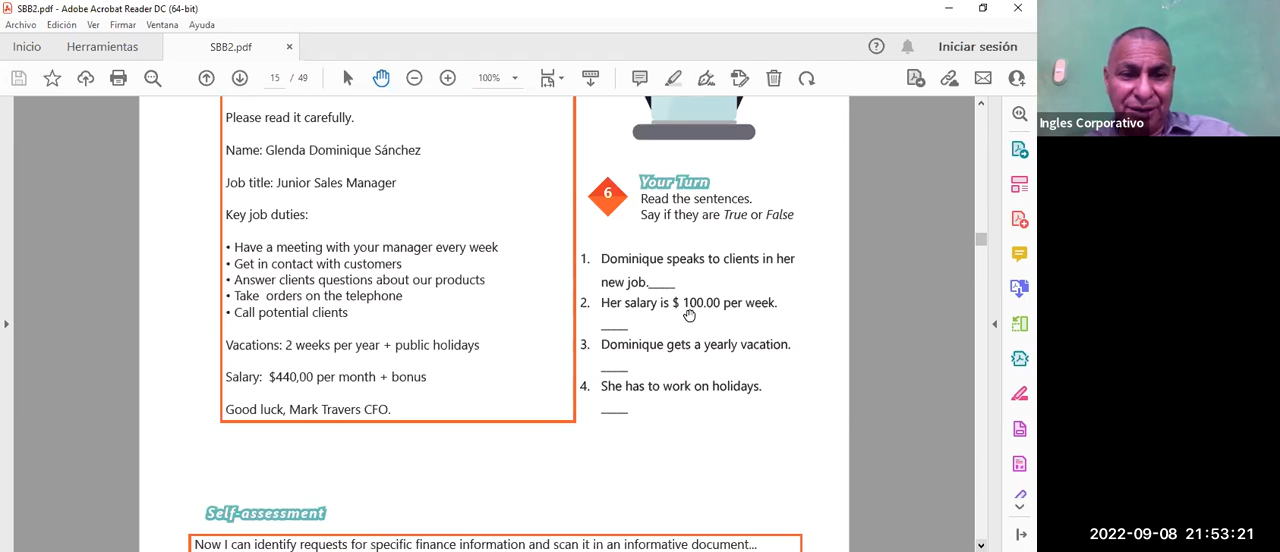 SBB2.pdf - Adobe Acrobat Reader DC (64-bit)
Archivo Edición Ver Firmar Ventana Ayuda
Inicio Herramientas SBB2.pdf × Iniciar sesión
15 / 49 100%
Please read it carefully.
Name: Glenda Dominique Sánchez
Job title: Junior Sales Manager
Key job duties:
• Have a meeting with your manager every week
• Get in contact with customers
• Answer clients questions about our products
• Take orders on the telephone
• Call potential clients
Vacations: 2 weeks per year + public holidays
Salary: $440,00 per month + bonus
Good luck, Mark Travers CFO.
6
Your Turn
Read the sentences.
Say if they are True or False
1. Dominique speaks to clients in her
new job.____
2. Her salary is $ 100.00 per week.
____
3. Dominique gets a yearly vacation.
____
4. She has to work on holidays.
____
Self-assessment
Now I can identify requests for specific finance information and scan it in an informative document...
Ingles Corporativo
2022-09-08 21:53:21